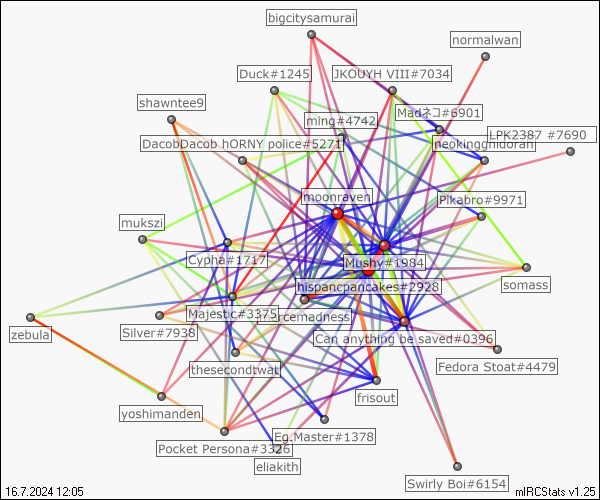 bigcitysamurai
normalwan
Duck#1245
JKOUYH VIII#7034
shawntee9
Madネコ#6901
ming#4742
LPK2387 #7690
DacobDacob hORNY police#5271
neokingghidorah
moonraven
Pikabro#9971
mukszi
Cypha#1717
Mushy#1984
somass
hispancpancakes#2928
Majestic#3375
rcemadness
zebula
Silver#7938
Can anything be saved#0396
thesecondtwat
Fedora Stoat#4479
frisout
yoshimanden
Eg.Master#1378
Pocket Persona#3326
eliakith
Swirly Boi#6154
16.7.2024 12:05
mIRCStats v1.25